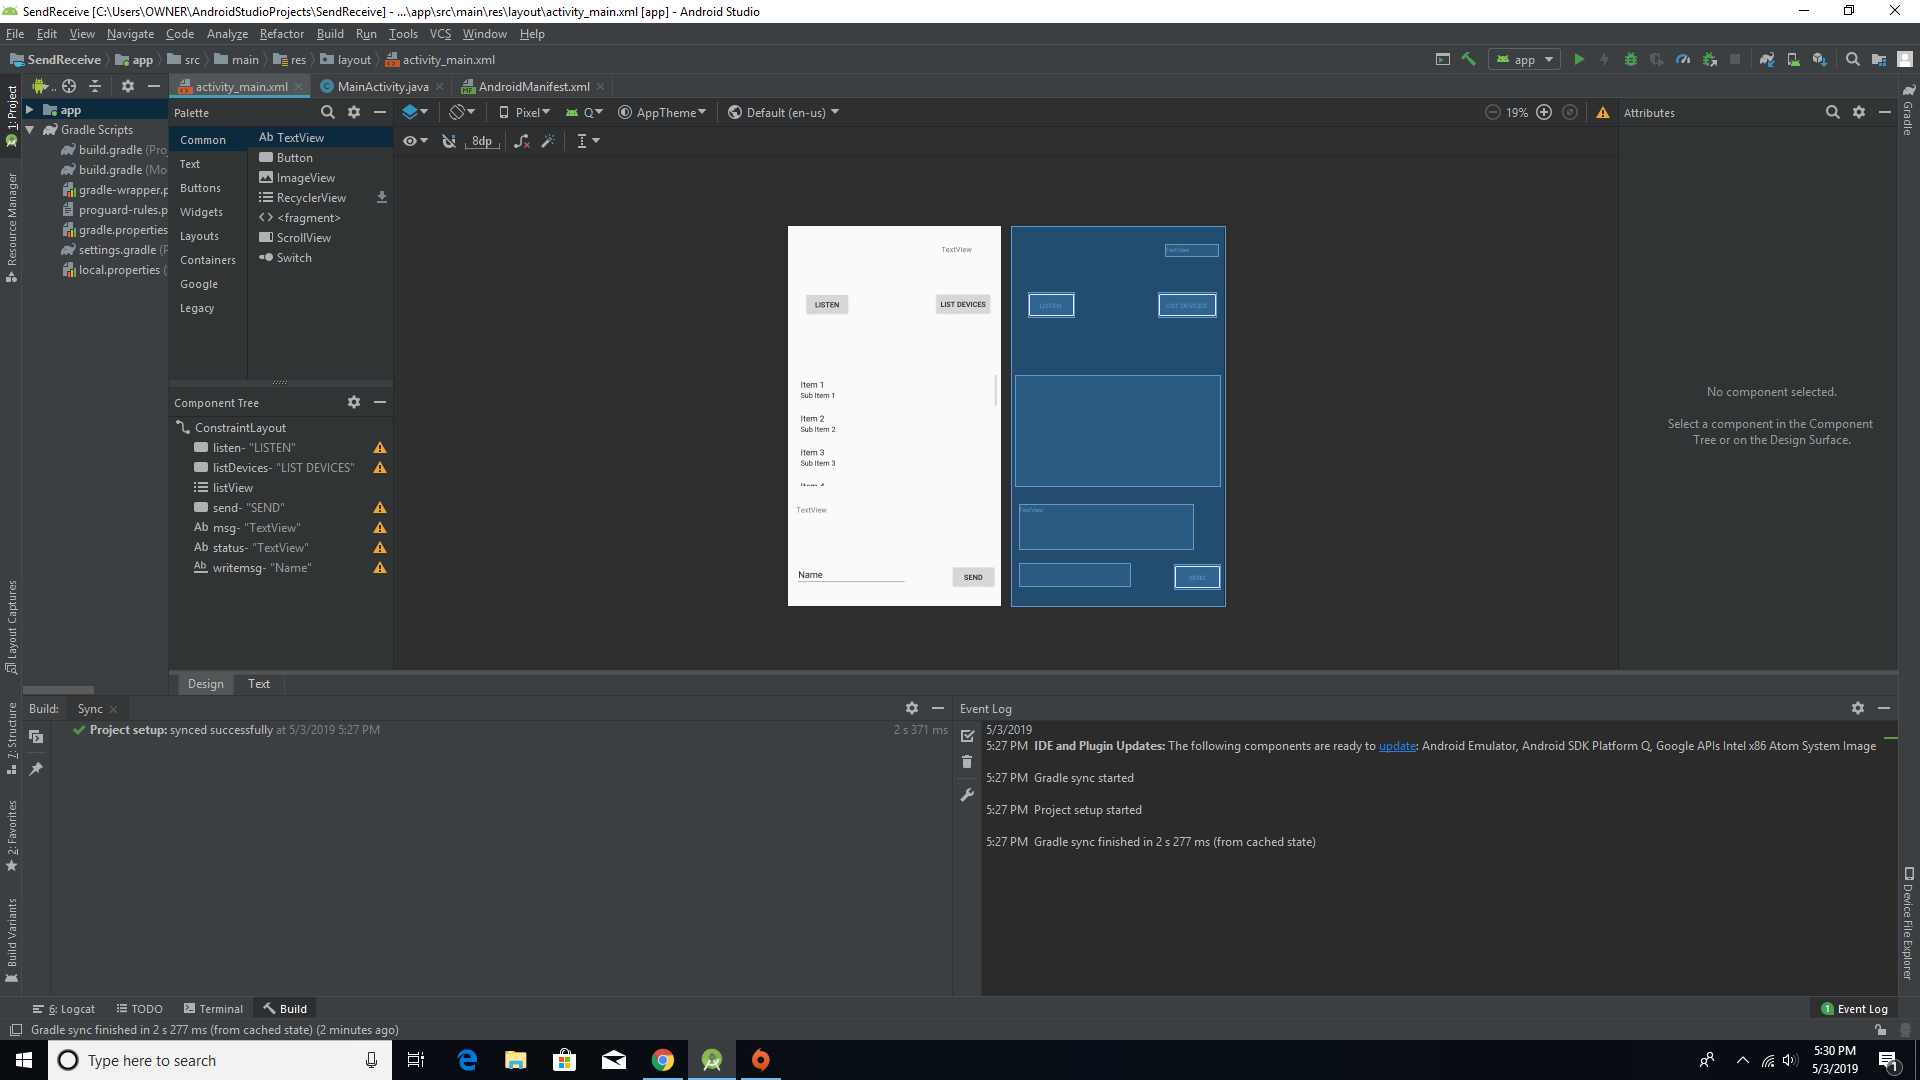 SendReceive [C:\Users\OWNER\AndroidStudioProjects\SendReceive] - ...\app\src\main\res\layout\activity_main.xml [app] - Android Studio
File Edit View Navigate Code Analyze Refactor Build Run Tools VCS Window Help
SendReceive app src main res layout activity_main.xml
app
activity_main.xml MainActivity.java AndroidManifest.xml
1: Project
Resource Manager
Layout Captures
7: Structure
2: Favorites
Build Variants
app
Gradle Scripts
build.gradle (Pro
build.gradle (Mo
gradle-wrapper.p
proguard-rules.p
gradle.properties
settings.gradle (P
local.properties (
Palette
Common
Text
Buttons
Widgets
Layouts
Containers
Google
Legacy
Ab TextView
Button
ImageView
RecyclerView
<> <fragment>
ScrollView
Switch
Component Tree
ConstraintLayout
listen- "LISTEN"
listDevices- "LIST DEVICES"
listView
send- "SEND"
Ab msg- "TextView"
Ab status- "TextView"
Ab writemsg- "Name"
Pixel Q AppTheme Default (en-us) 19%
8dp
TextView
LISTEN LIST DEVICES
Item 1
Sub Item 1
Item 2
Sub Item 2
Item 3
Sub Item 3
Item 4
TextView
Name SEND
TextView
LISTEN LIST DEVICES
TextView
SEND
Attributes
No component selected.
Select a component in the Component
Tree or on the Design Surface.
Gradle
Device File Explorer
Design Text
Build: Sync
Project setup: synced successfully at 5/3/2019 5:27 PM 2 s 371 ms
Event Log
5/3/2019
5:27 PM IDE and Plugin Updates: The following components are ready to update: Android Emulator, Android SDK Platform Q, Google APIs Intel x86 Atom System Image
5:27 PM Gradle sync started
5:27 PM Project setup started
5:27 PM Gradle sync finished in 2 s 277 ms (from cached state)
6: Logcat TODO Terminal Build 1 Event Log
Gradle sync finished in 2 s 277 ms (from cached state) (2 minutes ago)
Type here to search
5:30 PM
5/3/2019
1